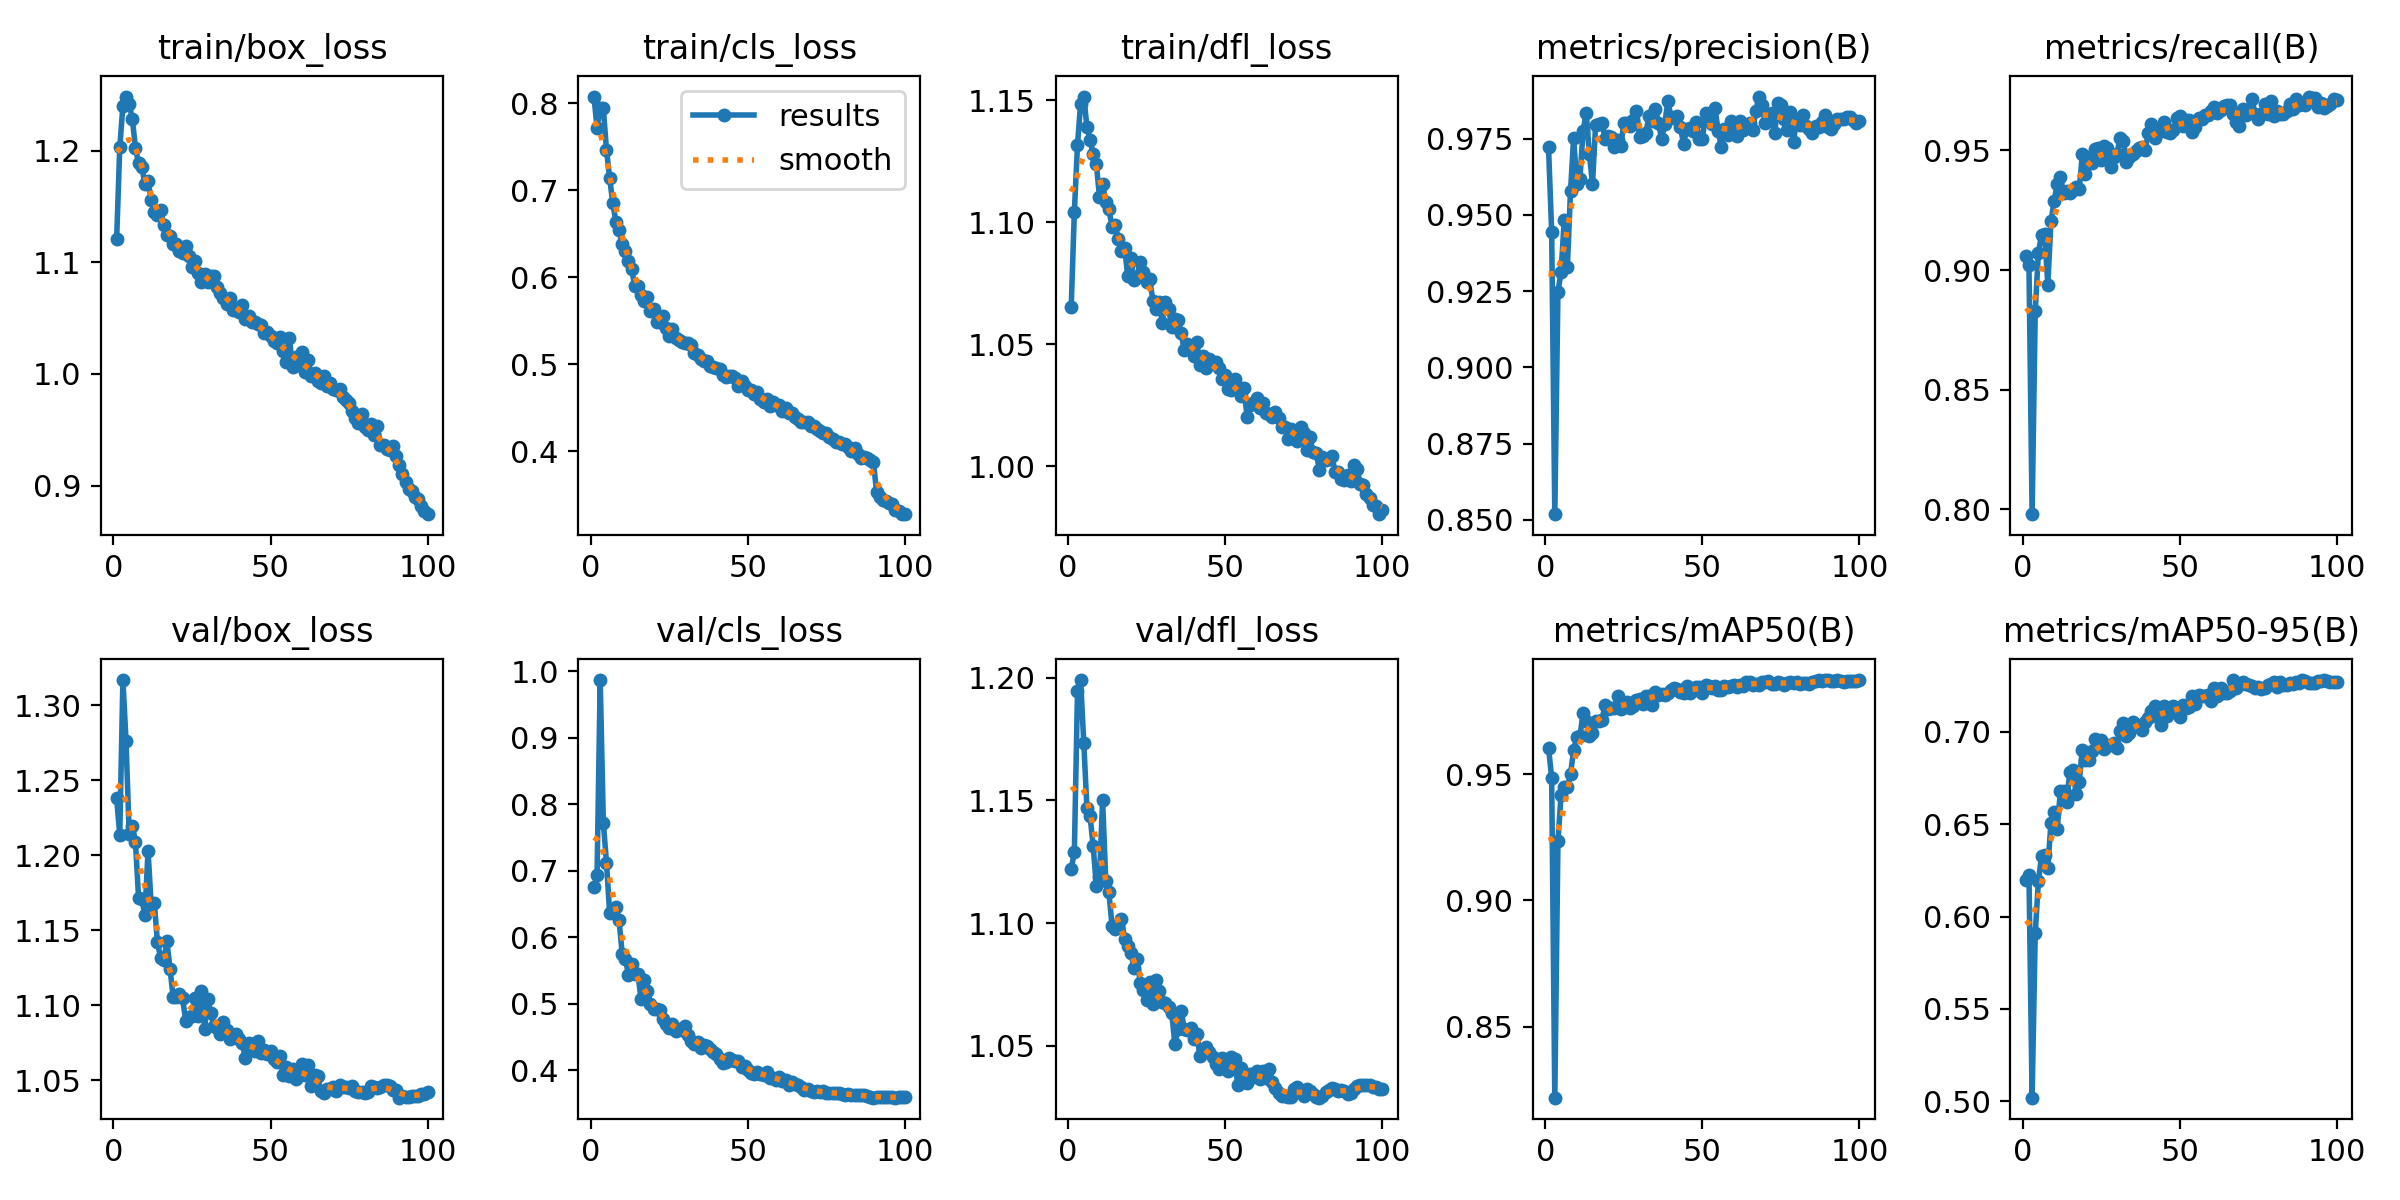 train/box_loss
1.2
1.1
1.0
0.9
0 50 100
train/cls_loss
results
smooth
0.8
0.7
0.6
0.5
0.4
0 50 100
train/dfl_loss
1.15
1.10
1.05
1.00
0 50 100
metrics/precision(B)
0.975
0.950
0.925
0.900
0.875
0.850
0 50 100
metrics/recall(B)
0.95
0.90
0.85
0.80
0 50 100
val/box_loss
1.30
1.25
1.20
1.15
1.10
1.05
0 50 100
val/cls_loss
1.0
0.9
0.8
0.7
0.6
0.5
0.4
0 50 100
val/dfl_loss
1.20
1.15
1.10
1.05
0 50 100
metrics/mAP50(B)
0.95
0.90
0.85
0 50 100
metrics/mAP50-95(B)
0.70
0.65
0.60
0.55
0.50
0 50 100